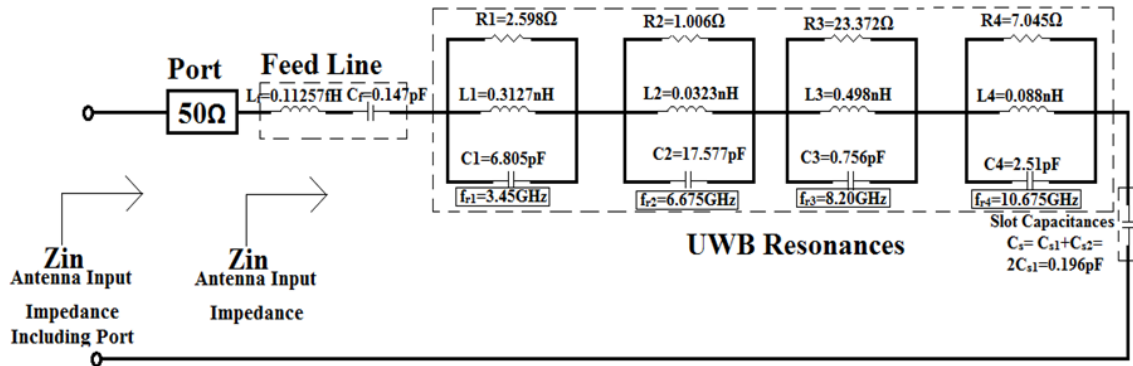 Port
50Ω
Feed Line
Lf=0.11257fH Cf=0.147pF
R1=2.598Ω
L1=0.3127nH
C1=6.805pF
fr1=3.45GHz
R2=1.006Ω
L2=0.0323nH
C2=17.577pF
fr2=6.675GHz
R3=23.372Ω
L3=0.498nH
C3=0.756pF
fr3=8.20GHz
R4=7.045Ω
L4=0.088nH
C4=2.51pF
fr4=10.675GHz
UWB Resonances
Slot Capacitances
Cs= Cs1+Cs2=
2Cs1=0.196pF
Zin
Antenna Input
Impedance
Including Port
Zin
Antenna Input
Impedance